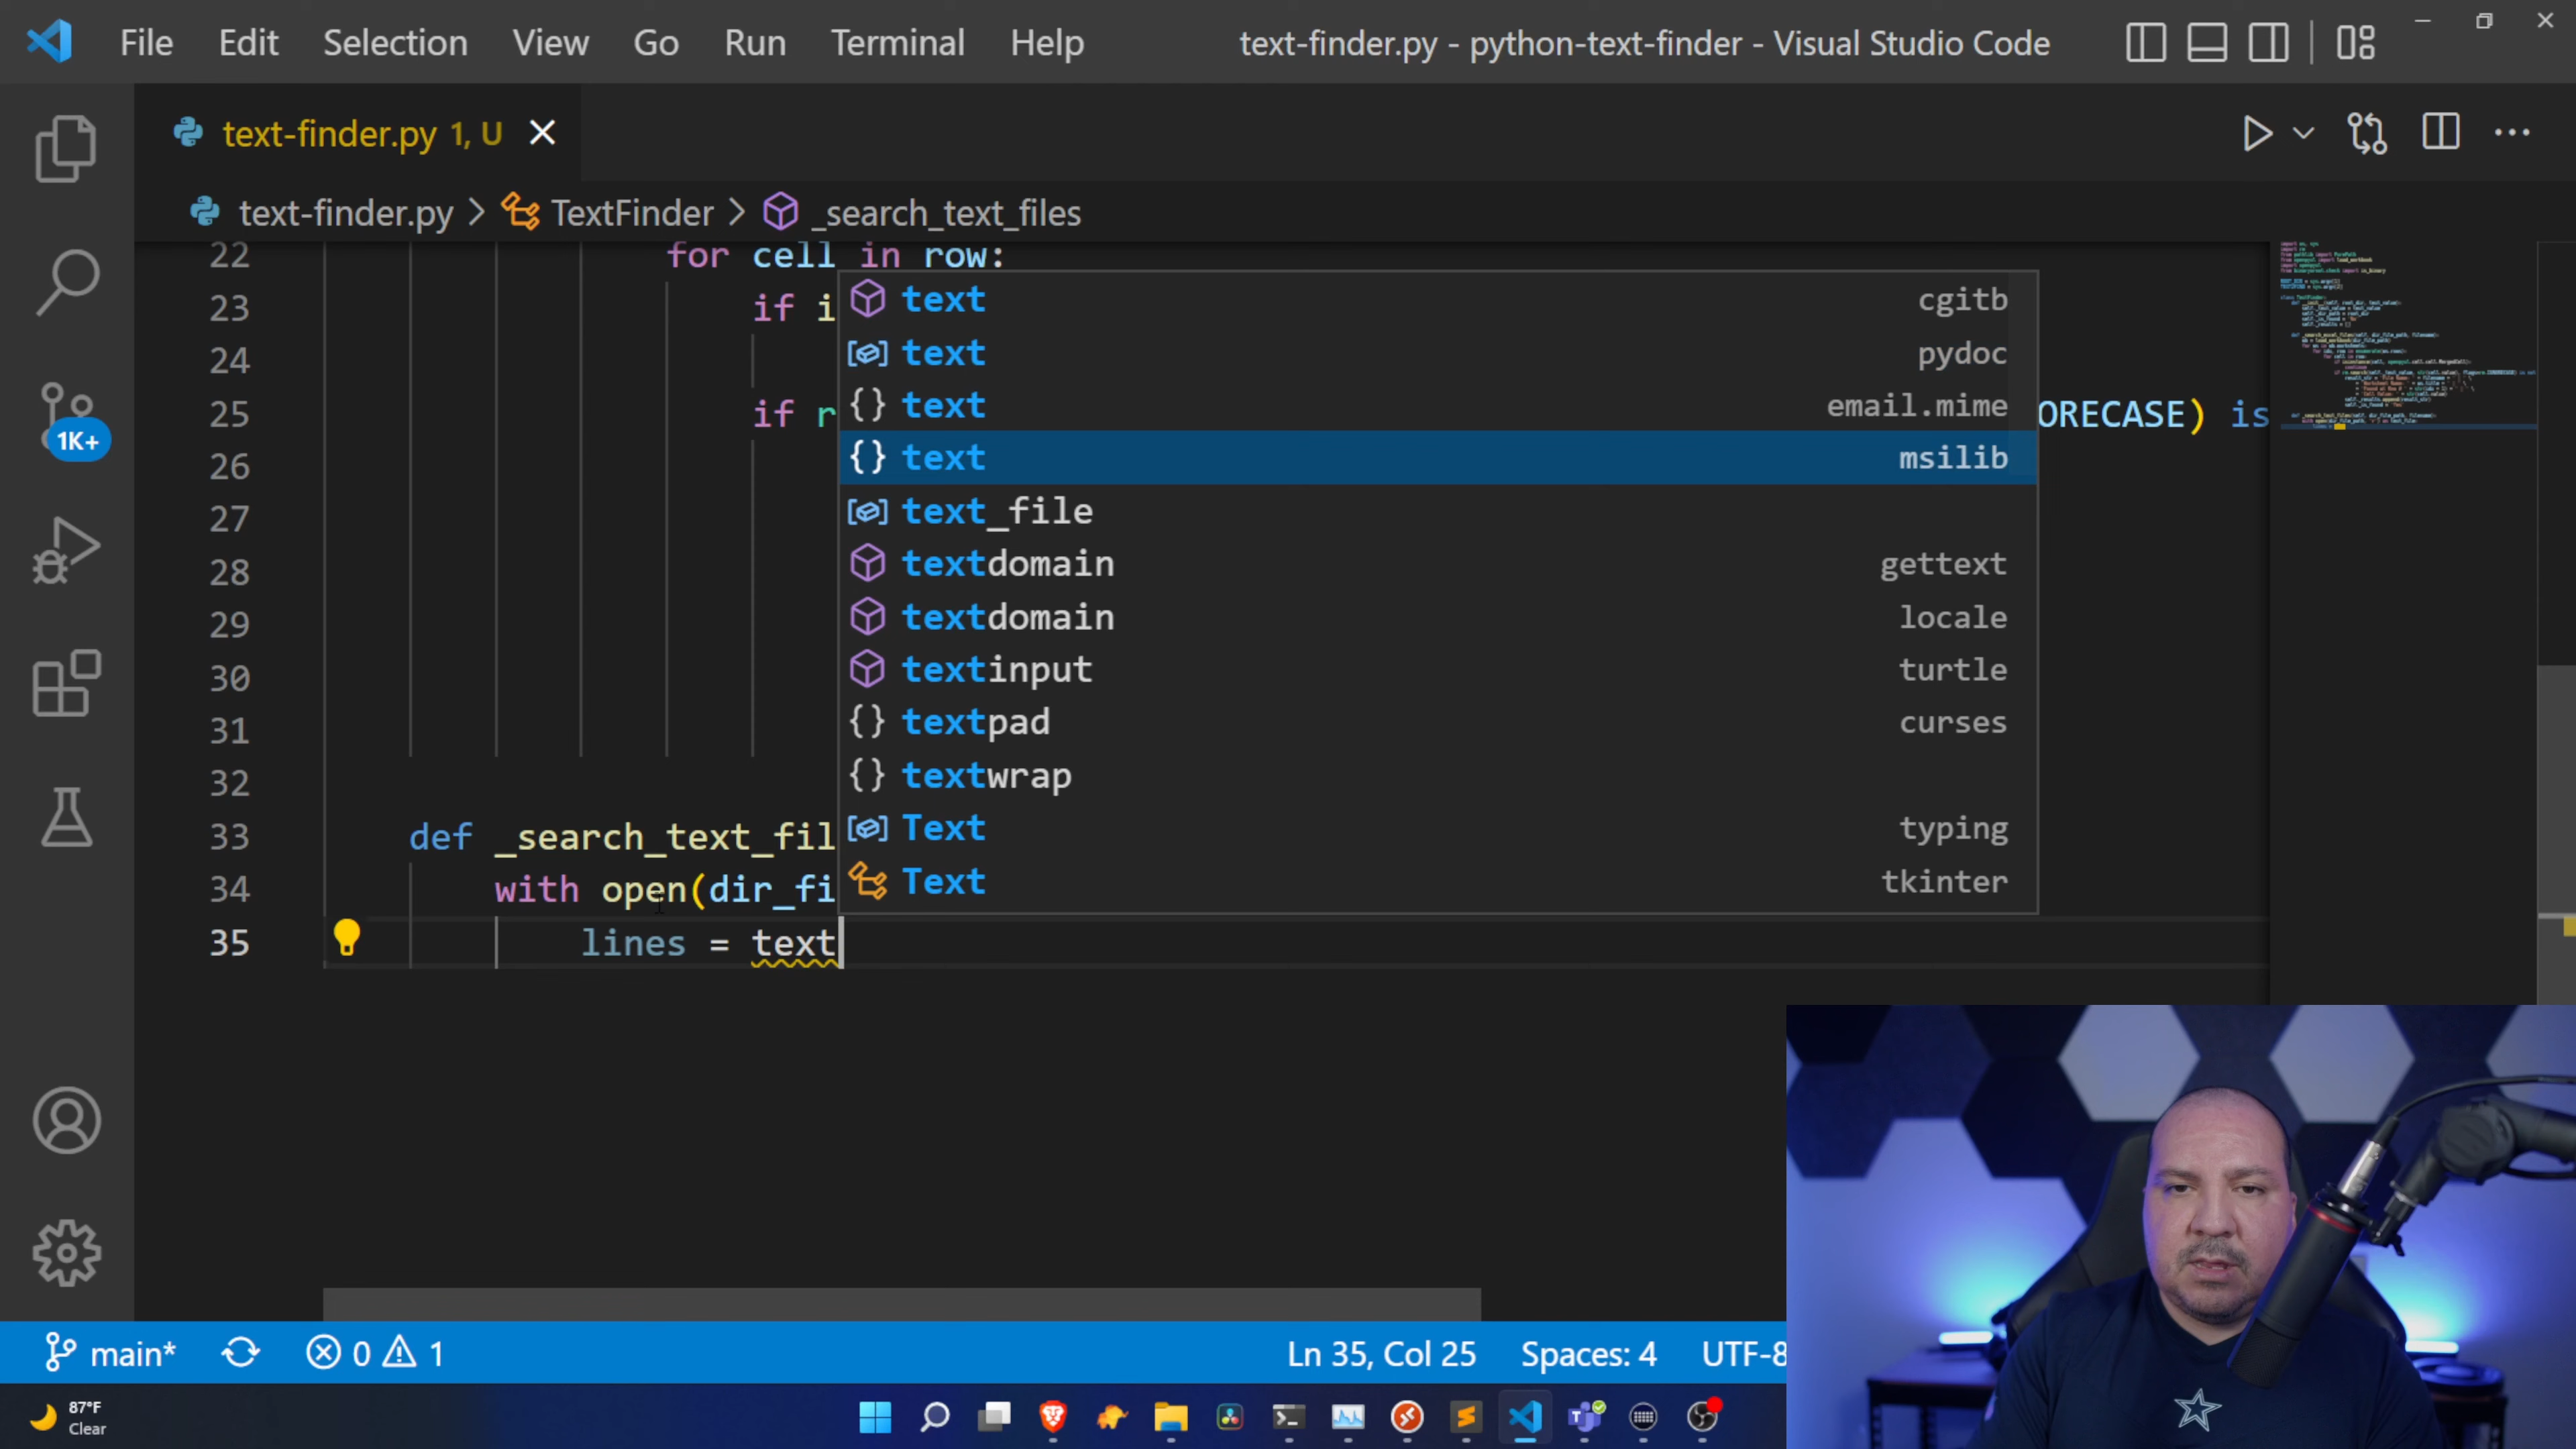 File Edit Selection View Go Run Terminal Help text-finder.py - python-text-finder - Visual Studio Code
text-finder.py 1, U
text-finder.py > TextFinder > _search_text_files
22 for cell in row:
text cgitb
23 if i
24
text pydoc
text email.mime
25 if r ORECASE) is
26
text msilib
27
text_file
28
textdomain gettext
29
textdomain locale
30
textinput turtle
31
textpad curses
32
textwrap
33 def _search_text_fil
Text typing
34 with open(dir_fi
Text tkinter
35 lines = text
1K+
main* 0 1 Ln 35, Col 25 Spaces: 4 UTF-8
87°F
Clear